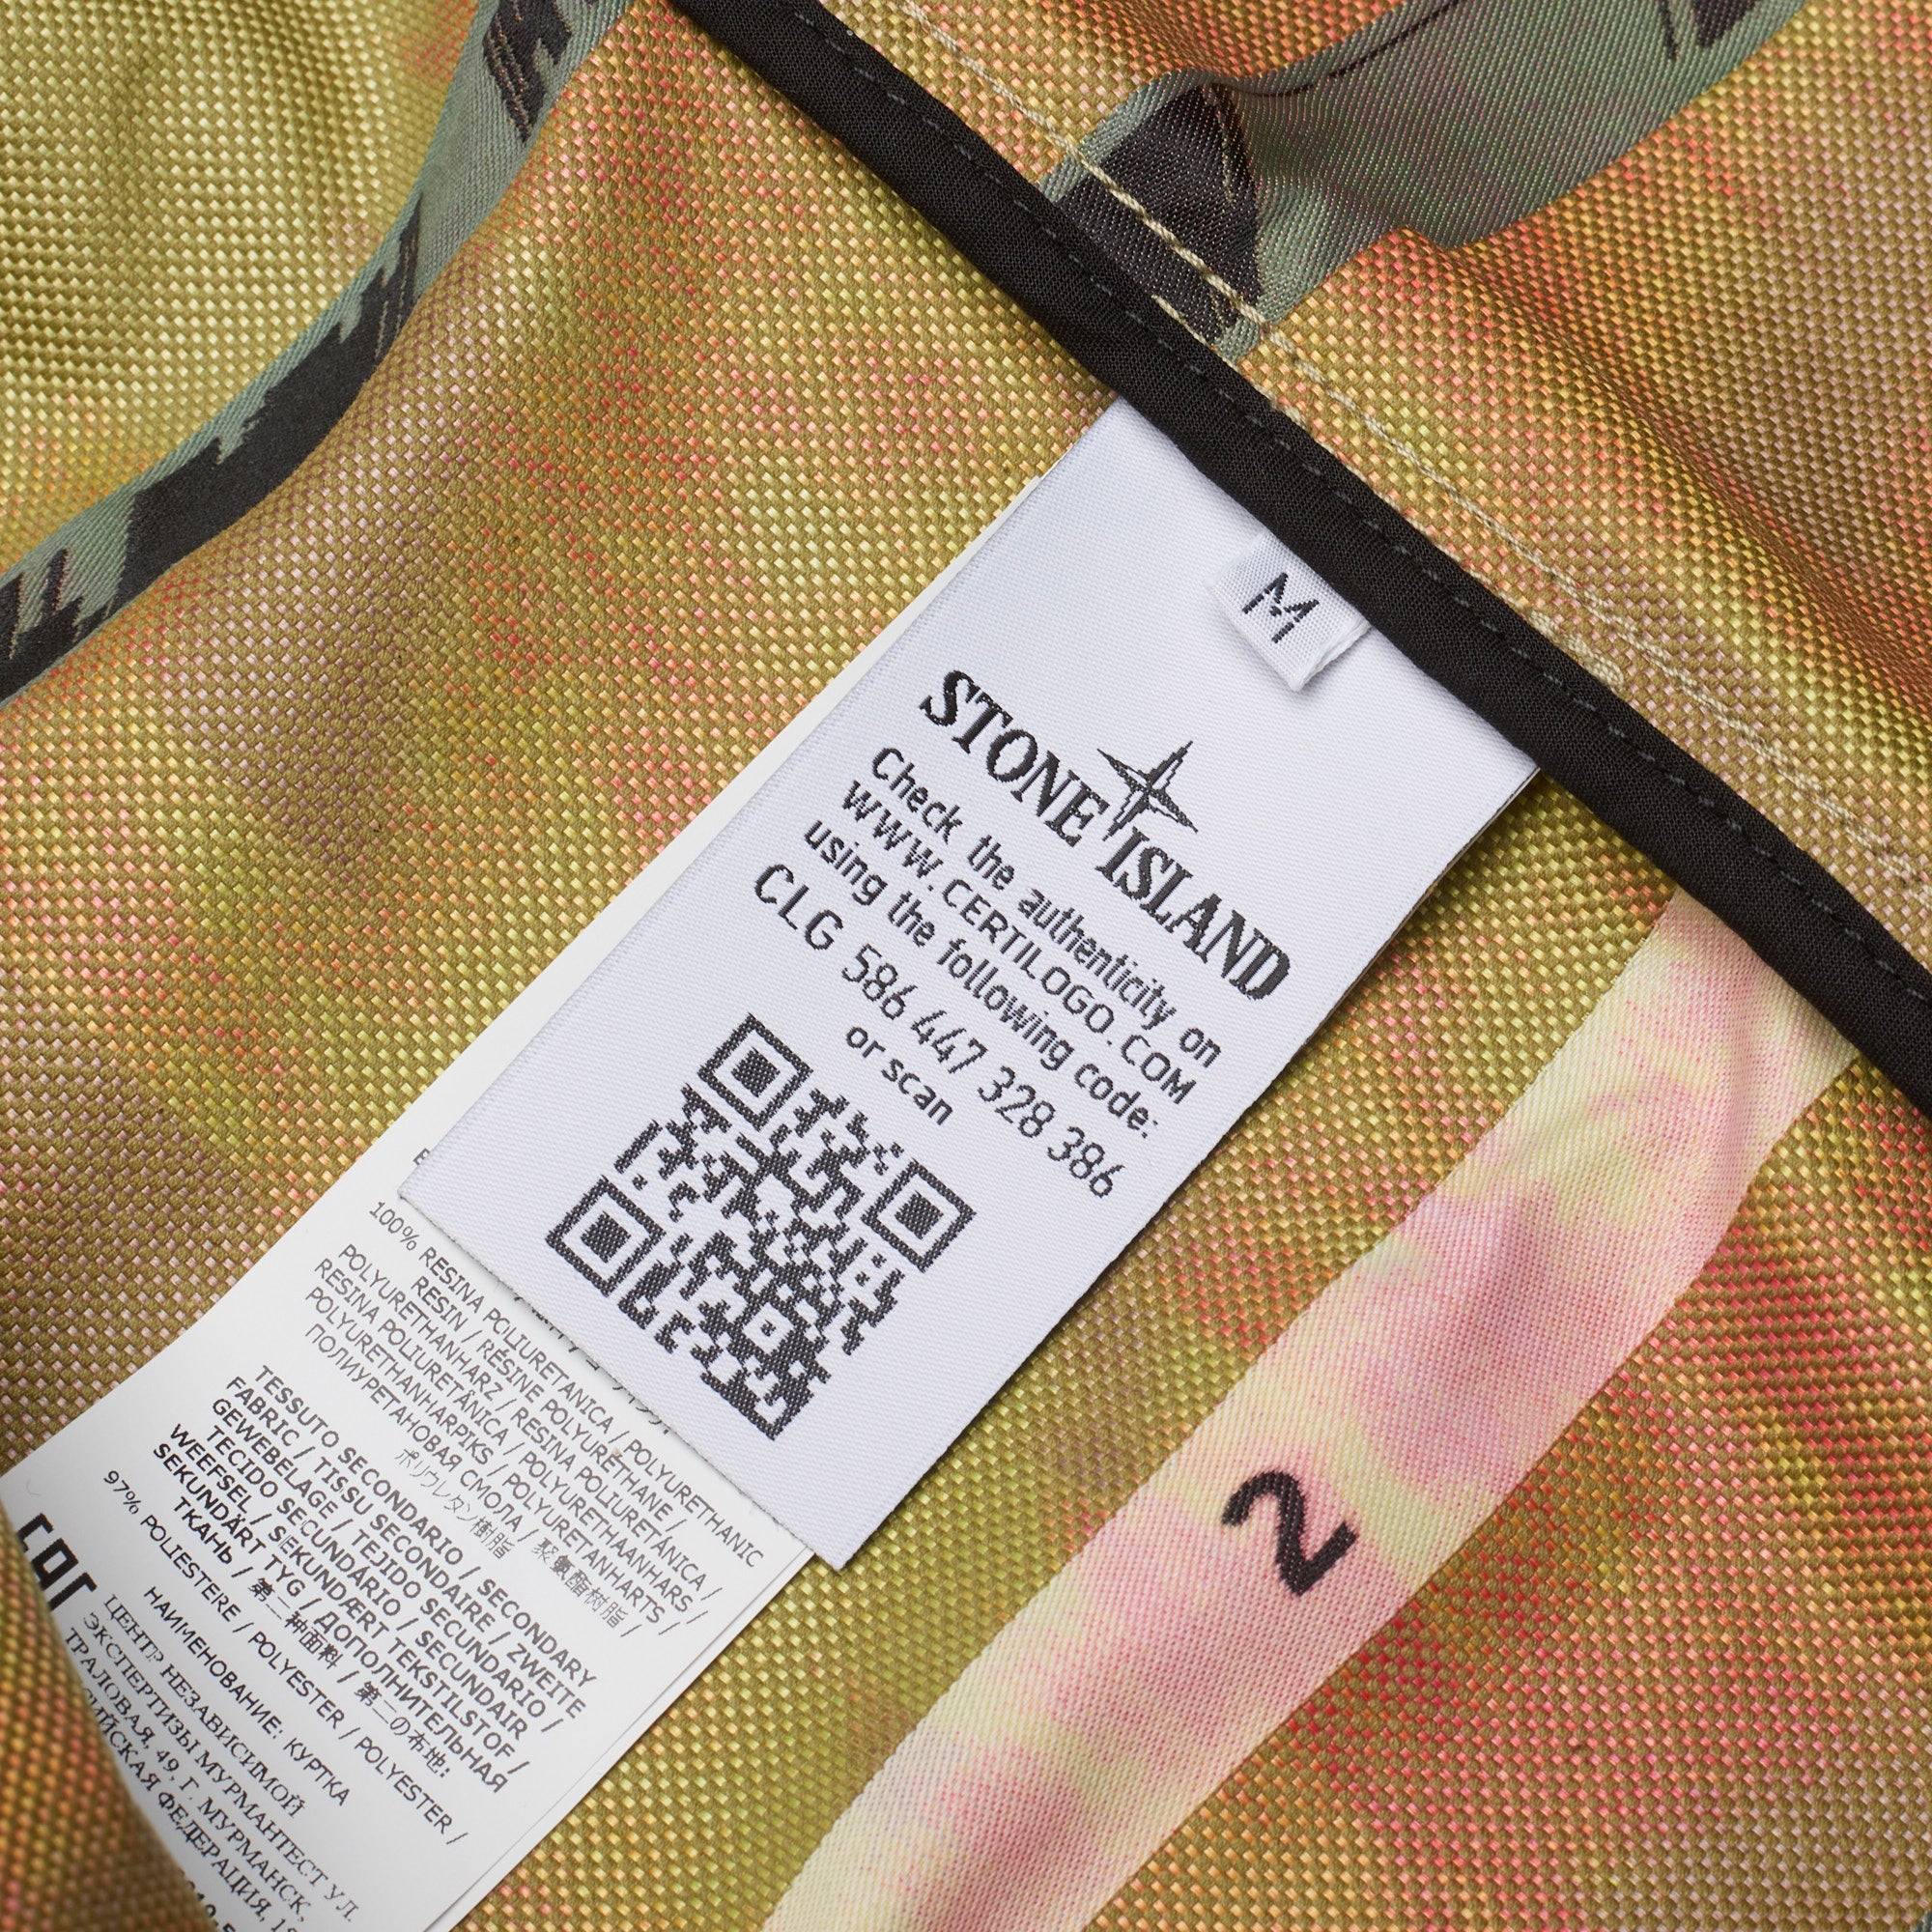 M
STONE ISLAND
Check the authenticity on
WWW.CERTILOGO.COM
using the following code:
CLG 586 447 328 386
or scan
2
100% RESINA POLIURETANICA / POLYURETHANIC
RESIN / RÉSINE POLYURÉTHANE /
POLYURETHANHARZ / RESINA POLIURETÁNICA /
RESINA POLIURETÂNICA / POLYURETHAANHARS /
POLYURETHANHARPIKS / POLYURETANHARTS /
ПОЛИУРЕТАНОВАЯ СМОЛА / 聚氨酯树脂 /
ポリウレタン樹脂
TESSUTO SECONDARIO / SECONDARY
FABRIC / TISSU SECONDAIRE / ZWEITE
GEWEBELAGE / TEJIDO SECUNDARIO /
TECIDO SECUNDÁRIO / SECUNDAIR
WEEFSEL / SEKUNDÆRT TEKSTILSTOF /
SEKUNDÄRT TYG / ДОПОЛНИТЕЛЬНАЯ
ТКАНЬ / 第二种面料 / 第二の布地:
97% POLIESTERE / POLYESTER / POLYESTER /
EAC
НАИМЕНОВАНИЕ: КУРТКА
ЦЕНТР НЕЗАВИСИМОЙ
ЭКСПЕРТИЗЫ МУРМАНТЕСТ УЛ.
ТРАЛОВАЯ, 49, Г. МУРМАНСК,
ФЕДЕРАЦИЯ,